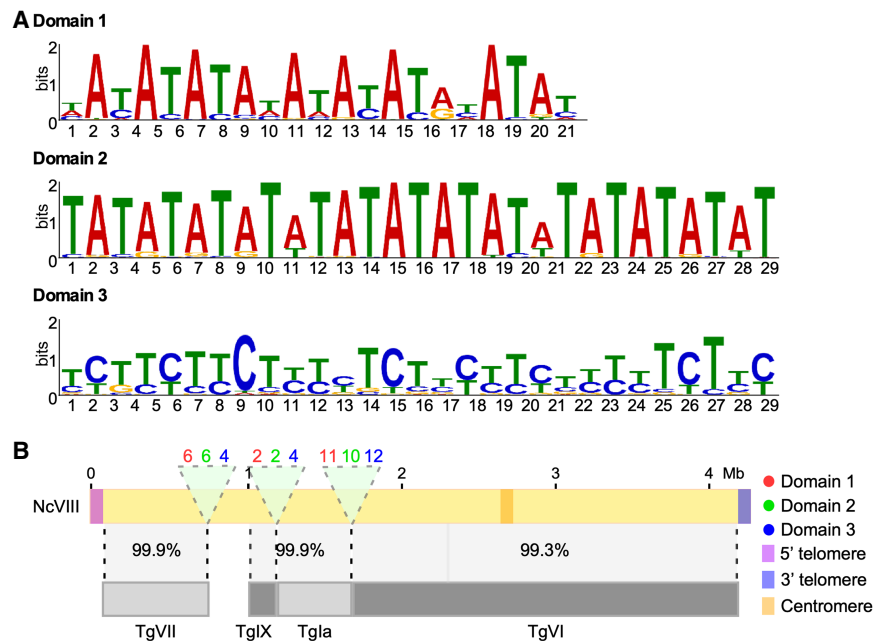 A Domain 1
2
bits
1
0
TATATATATATATATAATATT
1 2 3 4 5 6 7 8 9 10 11 12 13 14 15 16 17 18 19 20 21
Domain 2
2
bits
1
0
TATATATATTATATATATATATATATATT
1 2 3 4 5 6 7 8 9 10 11 12 13 14 15 16 17 18 19 20 21 22 23 24 25 26 27 28 29
Domain 3
2
bits
1
0
1 2 3 4 5 6 7 8 9 10 11 12 13 14 15 16 17 18 19 20 21 22 23 24 25 26 27 28 29
B
6 6 4 2 2 4 11 10 12
0 1 2 3 4 Mb
NcVIII
99.9% 99.9% 99.3%
TgVII TgIX TgIa TgVI
Domain 1
Domain 2
Domain 3
5' telomere
3' telomere
Centromere